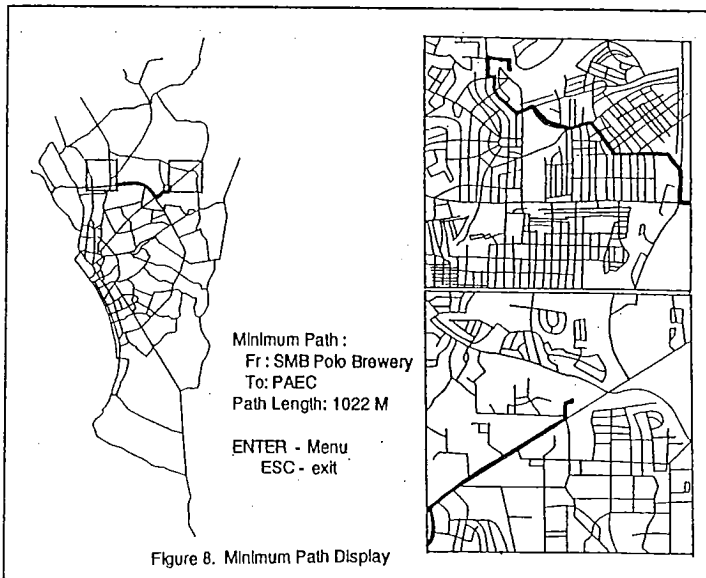 Minimum Path :
Fr : SMB Polo Brewery
To: PAEC
Path Length: 1022 M
ENTER - Menu
ESC - exit
Figure 8. Minimum Path Display